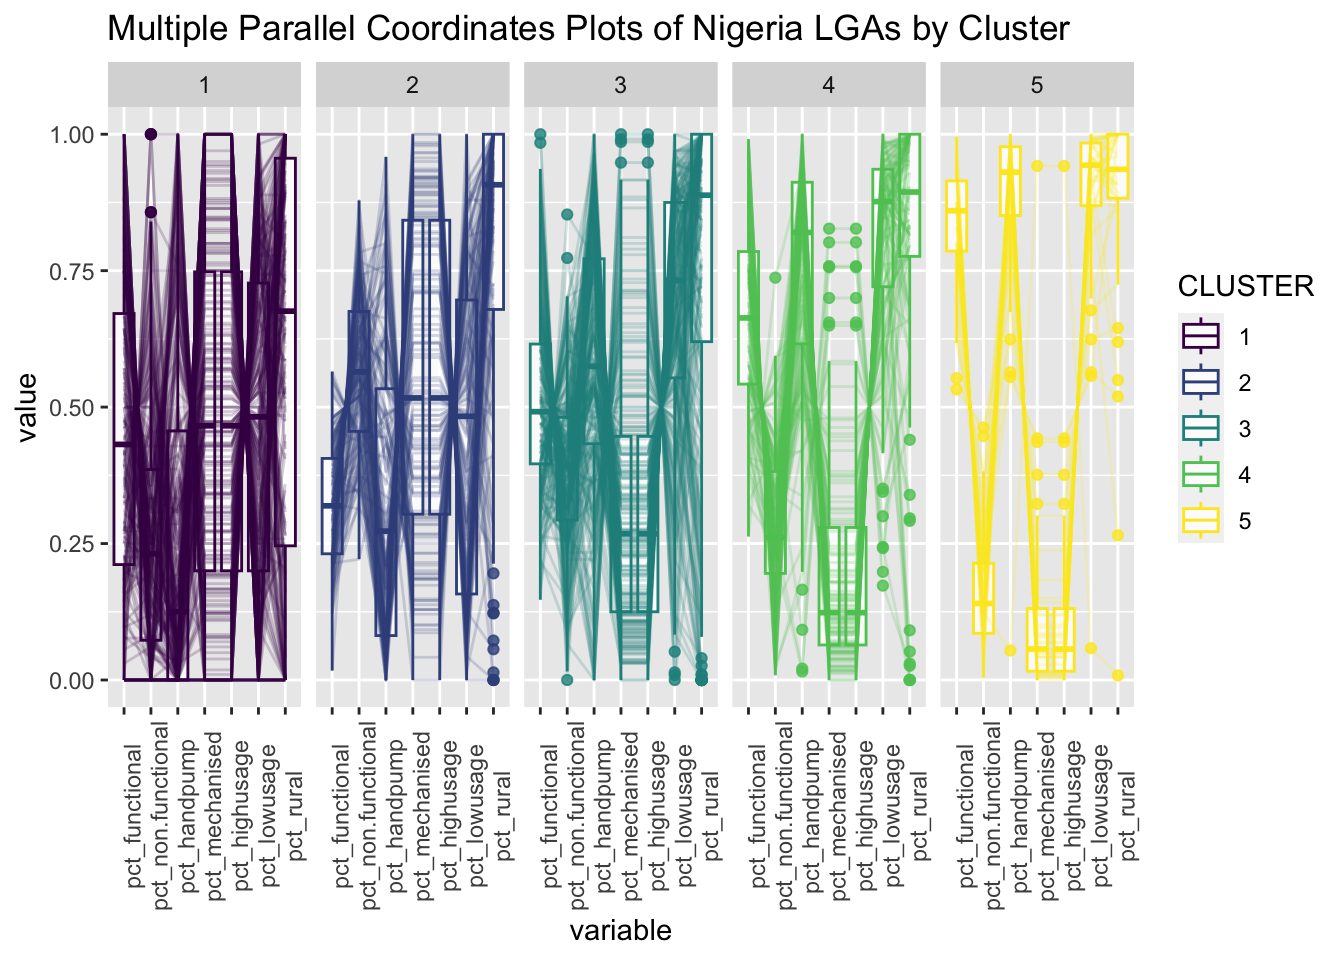 Multiple Parallel Coordinates Plots of Nigeria LGAs by Cluster
1 2 3 4 5
1.00
0.75
0.50
0.25
0.00
value
pct_functional
pct_non.functional
pct_handpump
pct_mechanised
pct_highusage
pct_lowusage
pct_rural
pct_functional
pct_non.functional
pct_handpump
pct_mechanised
pct_highusage
pct_lowusage
pct_rural
pct_functional
pct_non.functional
pct_handpump
pct_mechanised
pct_highusage
pct_lowusage
pct_rural
pct_functional
pct_non.functional
pct_handpump
pct_mechanised
pct_highusage
pct_lowusage
pct_rural
pct_functional
pct_non.functional
pct_handpump
pct_mechanised
pct_highusage
pct_lowusage
pct_rural
variable
CLUSTER
1
2
3
4
5